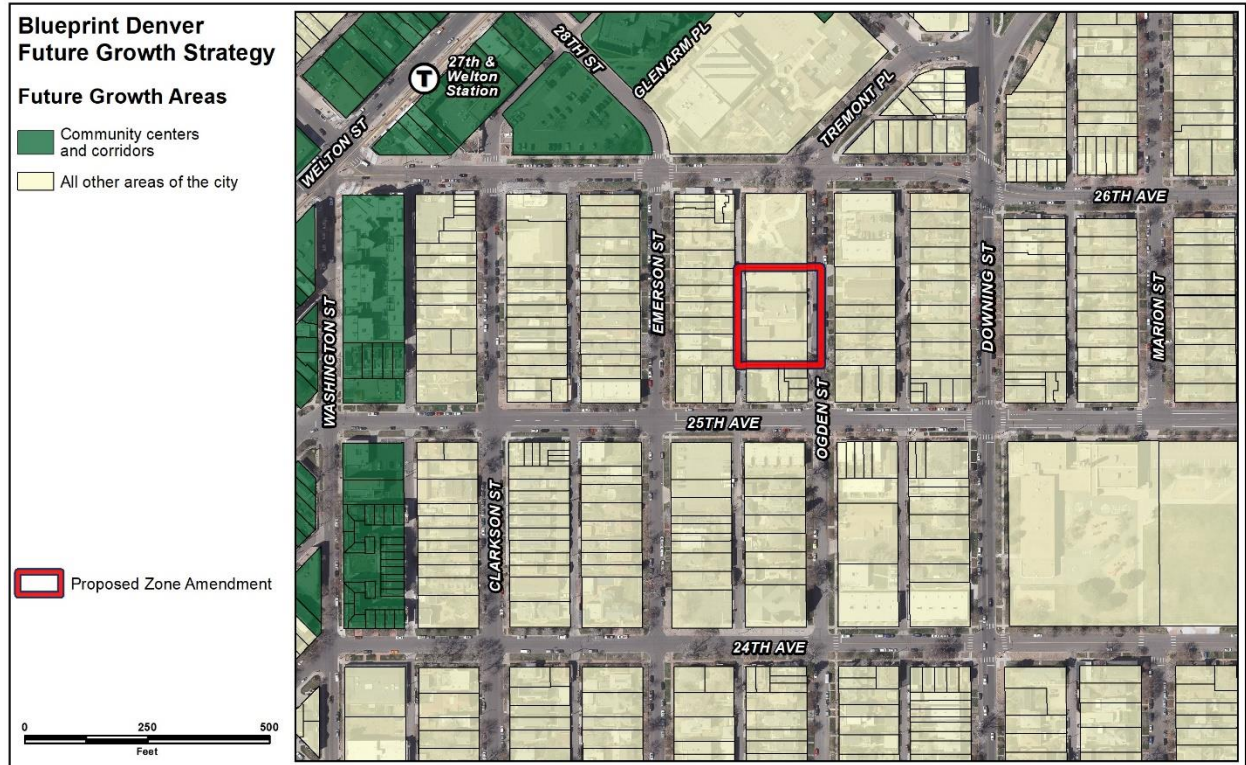 Blueprint Denver
Future Growth Strategy
Future Growth Areas
Community centers
and corridors
All other areas of the city
Proposed Zone Amendment
0 250 500
Feet
27th &
Welton
Station
T
28TH ST
GLENARM PL
TREMONT PL
WELTON ST
26TH AVE
WASHINGTON ST
EMERSON ST
DOWNING ST
MARION ST
25TH AVE
OGDEN ST
CLARKSON ST
24TH AVE